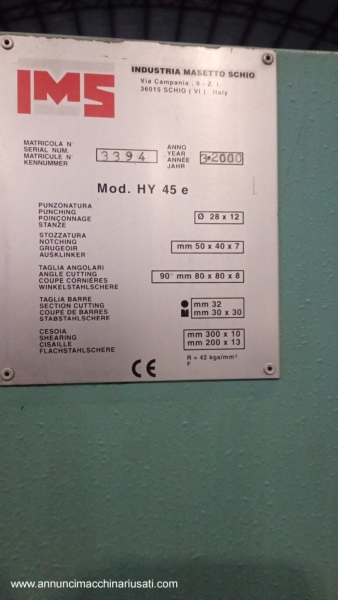 IMS
INDUSTRIA MASETTO SCHIO
Via Campania , 5 - Z. I.
36015 SCHIO ( VI ) Italy
MATRICOLA N°
SERIAL NUM.
MATRICULE N°
KENNUMMER
3394
ANNO
YEAR
ANNÉE
JAHR
3•2000
Mod. HY 45 e
PUNZONATURA
PUNCHING
POINÇONNAGE
STANZE
Ø 28 x 12
STOZZATURA
NOTCHING
GRUGEOIR
AUSKLINKER
mm 50 x 40 x 7
TAGLIA ANGOLARI
ANGLE CUTTING
COUPE CORNIÈRES
WINKELSTAHLSCHERE
90° mm 80 x 80 x 8
TAGLIA BARRE
SECTION CUTTING
COUPE DE BARRES
STABSTAHLSCHERE
mm 32
mm 30 x 30
CESOIA
SHEARING
CISAILLE
FLACHSTAHLSCHERE
mm 300 x 10
mm 200 x 13
R = 42 kgs/mm²
F
CE
www.annuncimacchinariusati.com